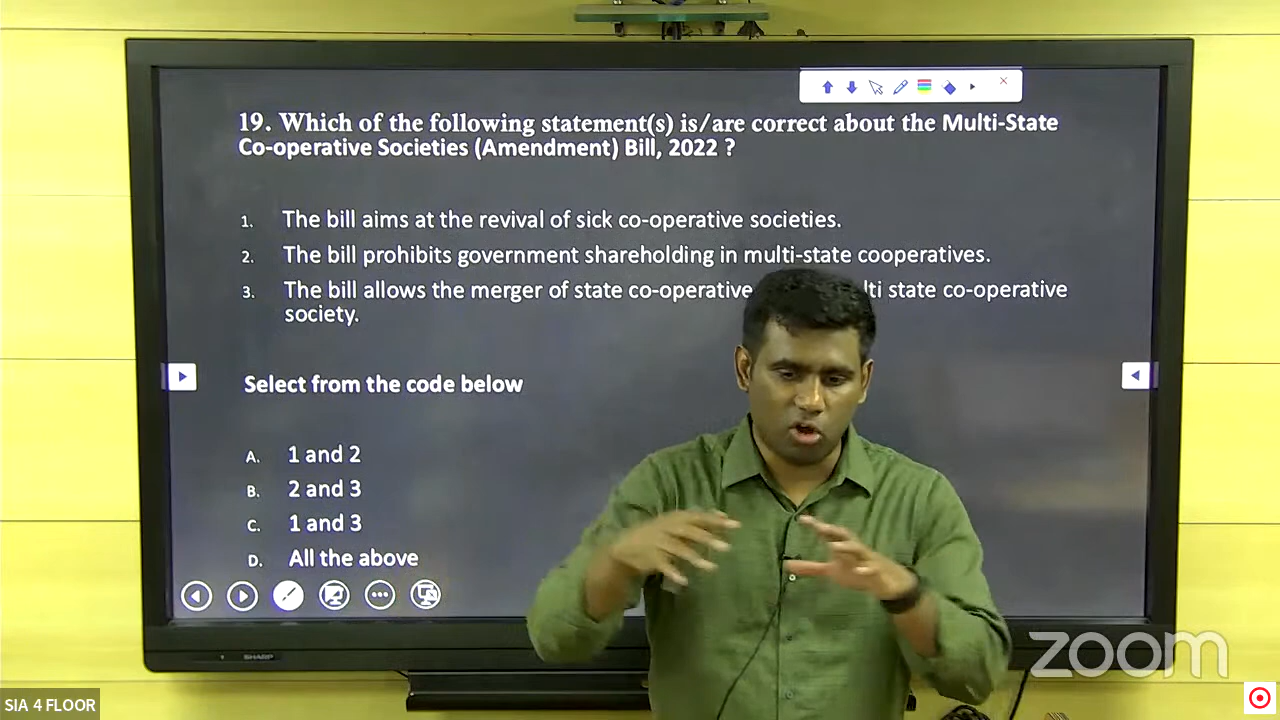 19. Which of the following statement(s) is/are correct about the Multi-State
Co-operative Societies (Amendment) Bill, 2022 ?
1. The bill aims at the revival of sick co-operative societies.
2. The bill prohibits government shareholding in multi-state cooperatives.
3. The bill allows the merger of state co-operative lti state co-operative
society.
Select from the code below
A. 1 and 2
B. 2 and 3
C. 1 and 3
D. All the above
SHARP
zoom
SIA 4 FLOOR